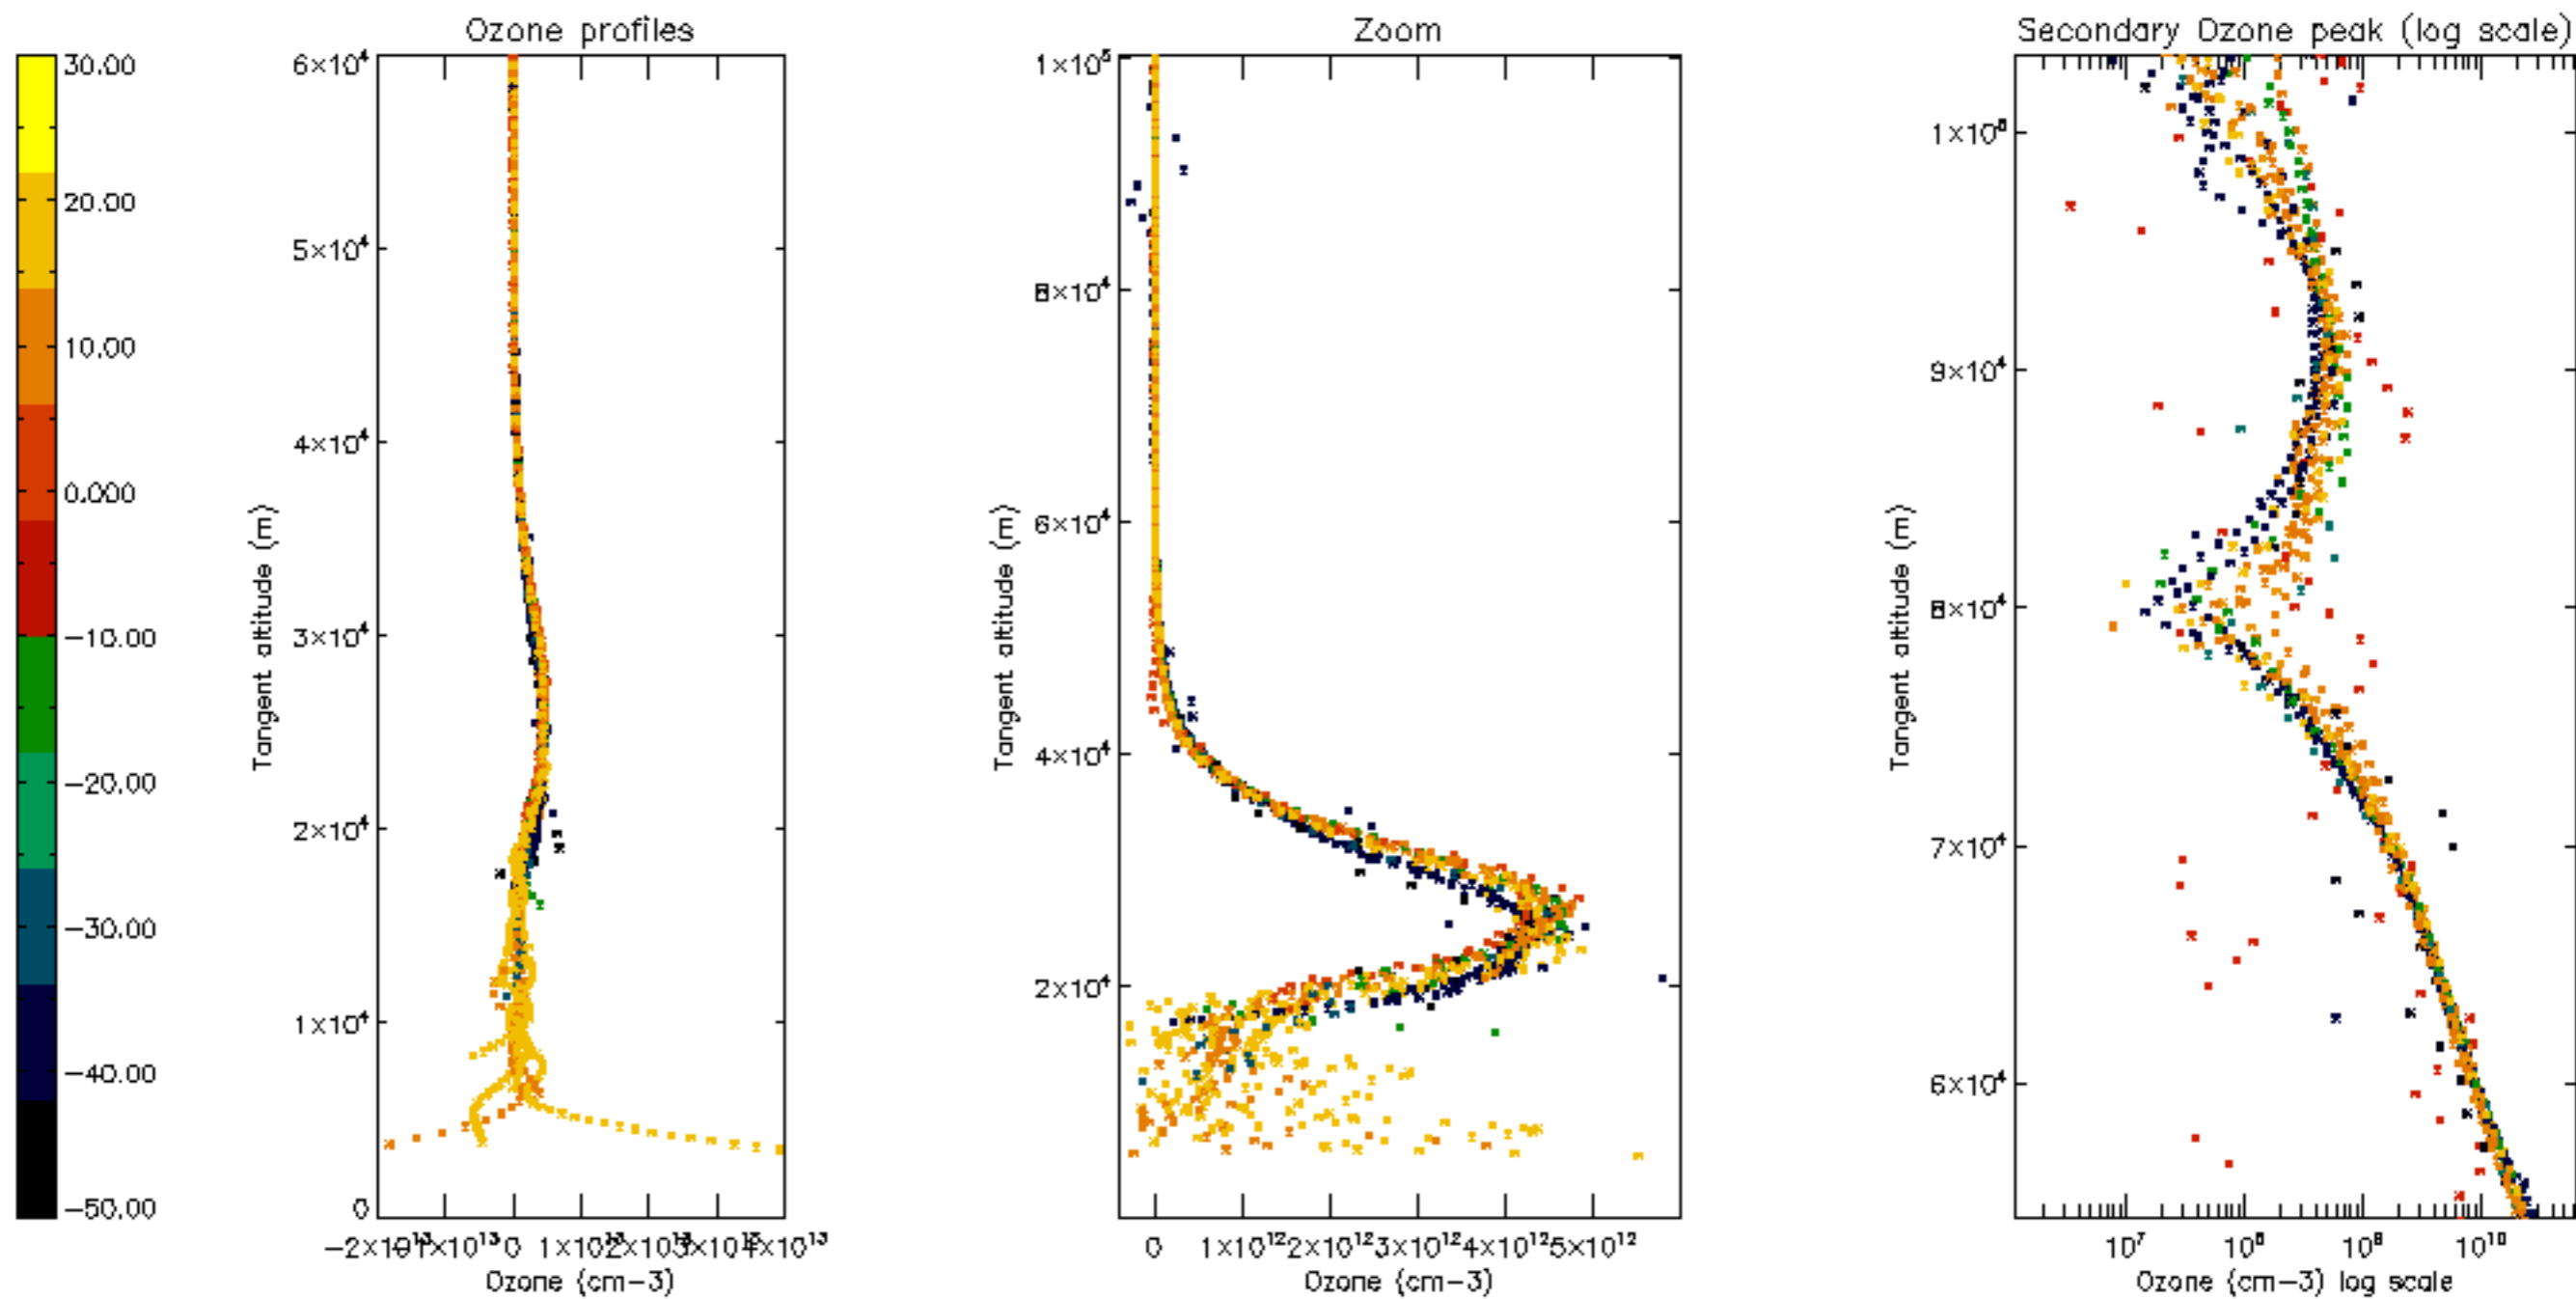 Ozone profiles
Zoom
Secondary Ozone peak (log scale)
30.00
20.00
10.00
0.000
−10.00
−20.00
−30.00
−40.00
−50.00
6×10⁴
5×10⁴
4×10⁴
3×10⁴
2×10⁴
1×10⁴
0
Tangent altitude (m)
0
Ozone (cm−3)
1×10⁵
8×10⁴
6×10⁴
4×10⁴
2×10⁴
Tangent altitude (m)
0 1×10¹² 2×10¹² 3×10¹² 4×10¹² 5×10¹²
Ozone (cm−3)
9×10⁴
8×10⁴
7×10⁴
6×10⁴
Tangent altitude (m)
10⁷ 10⁸ 10⁹ 10¹⁰
Ozone (cm−3) log scale